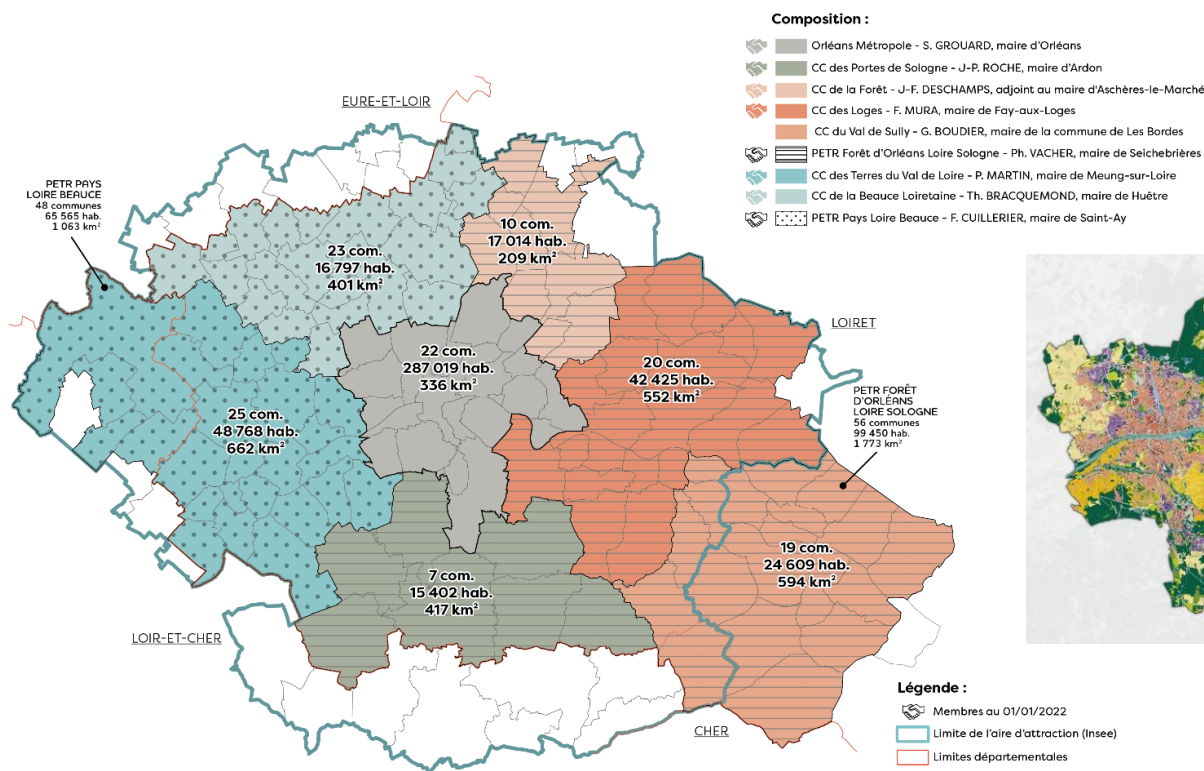 Composition :
Orléans Métropole - S. GROUARD, maire d'Orléans
CC des Portes de Sologne - J-P. ROCHE, maire d'Ardon
CC de la Forêt - J-F. DESCHAMPS, adjoint au maire d'Aschères-le-Marché
CC des Loges - F. MURA, maire de Fay-aux-Loges
CC du Val de Sully - G. BOUDIER, maire de la commune de Les Bordes
PETR Forêt d'Orléans Loire Sologne - Ph. VACHER, maire de Seichebrières
CC des Terres du Val de Loire - P. MARTIN, maire de Meung-sur-Loire
CC de la Beauce Loiretaine - Th. BRACQUEMOND, maire de Huêtre
PETR Pays Loire Beauce - F. CUILLERIER, maire de Saint-Ay
EURE-ET-LOIR
PETR PAYS
LOIRE BEAUCE
48 communes
65 565 hab.
1 063 km²
10 com.
17 014 hab.
209 km²
23 com.
16 797 hab.
401 km²
LOIRET
22 com.
287 019 hab.
336 km²
20 com.
42 425 hab.
552 km²
PETR FORÊT
D'ORLÉANS
LOIRE SOLOGNE
56 communes
99 450 hab.
1 773 km²
25 com.
48 768 hab.
662 km²
19 com.
24 609 hab.
594 km²
7 com.
15 402 hab.
417 km²
LOIR-ET-CHER
CHER
Légende :
Membres au 01/01/2022
Limite de l'aire d'attraction (Insee)
Limites départementales